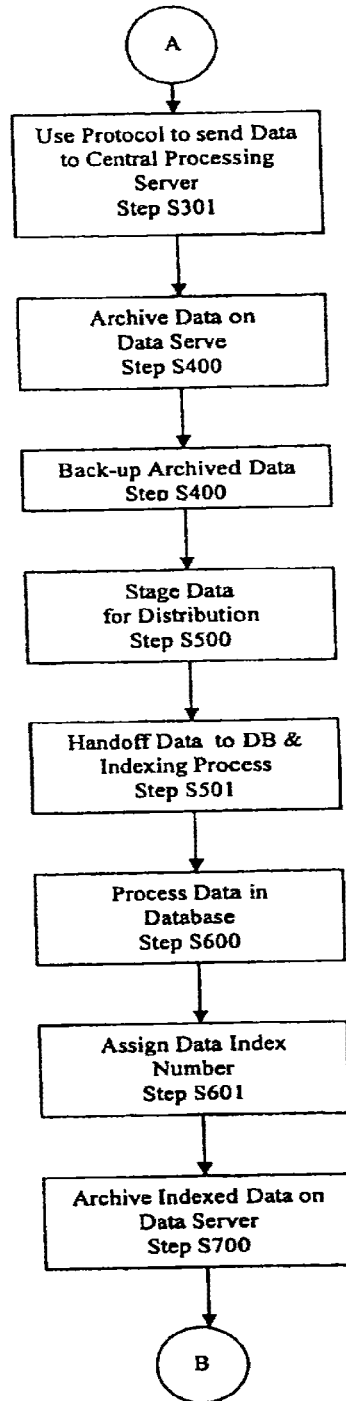 A
Use Protocol to send Data
to Central Processing
Server
Step S301
Archive Data on
Data Serve
Step S400
Back-up Archived Data
Step S400
Stage Data
for Distribution
Step S500
Handoff Data to DB &
Indexing Process
Step S501
Process Data in
Database
Step S600
Assign Data Index
Number
Step S601
Archive Indexed Data on
Data Server
Step S700
B